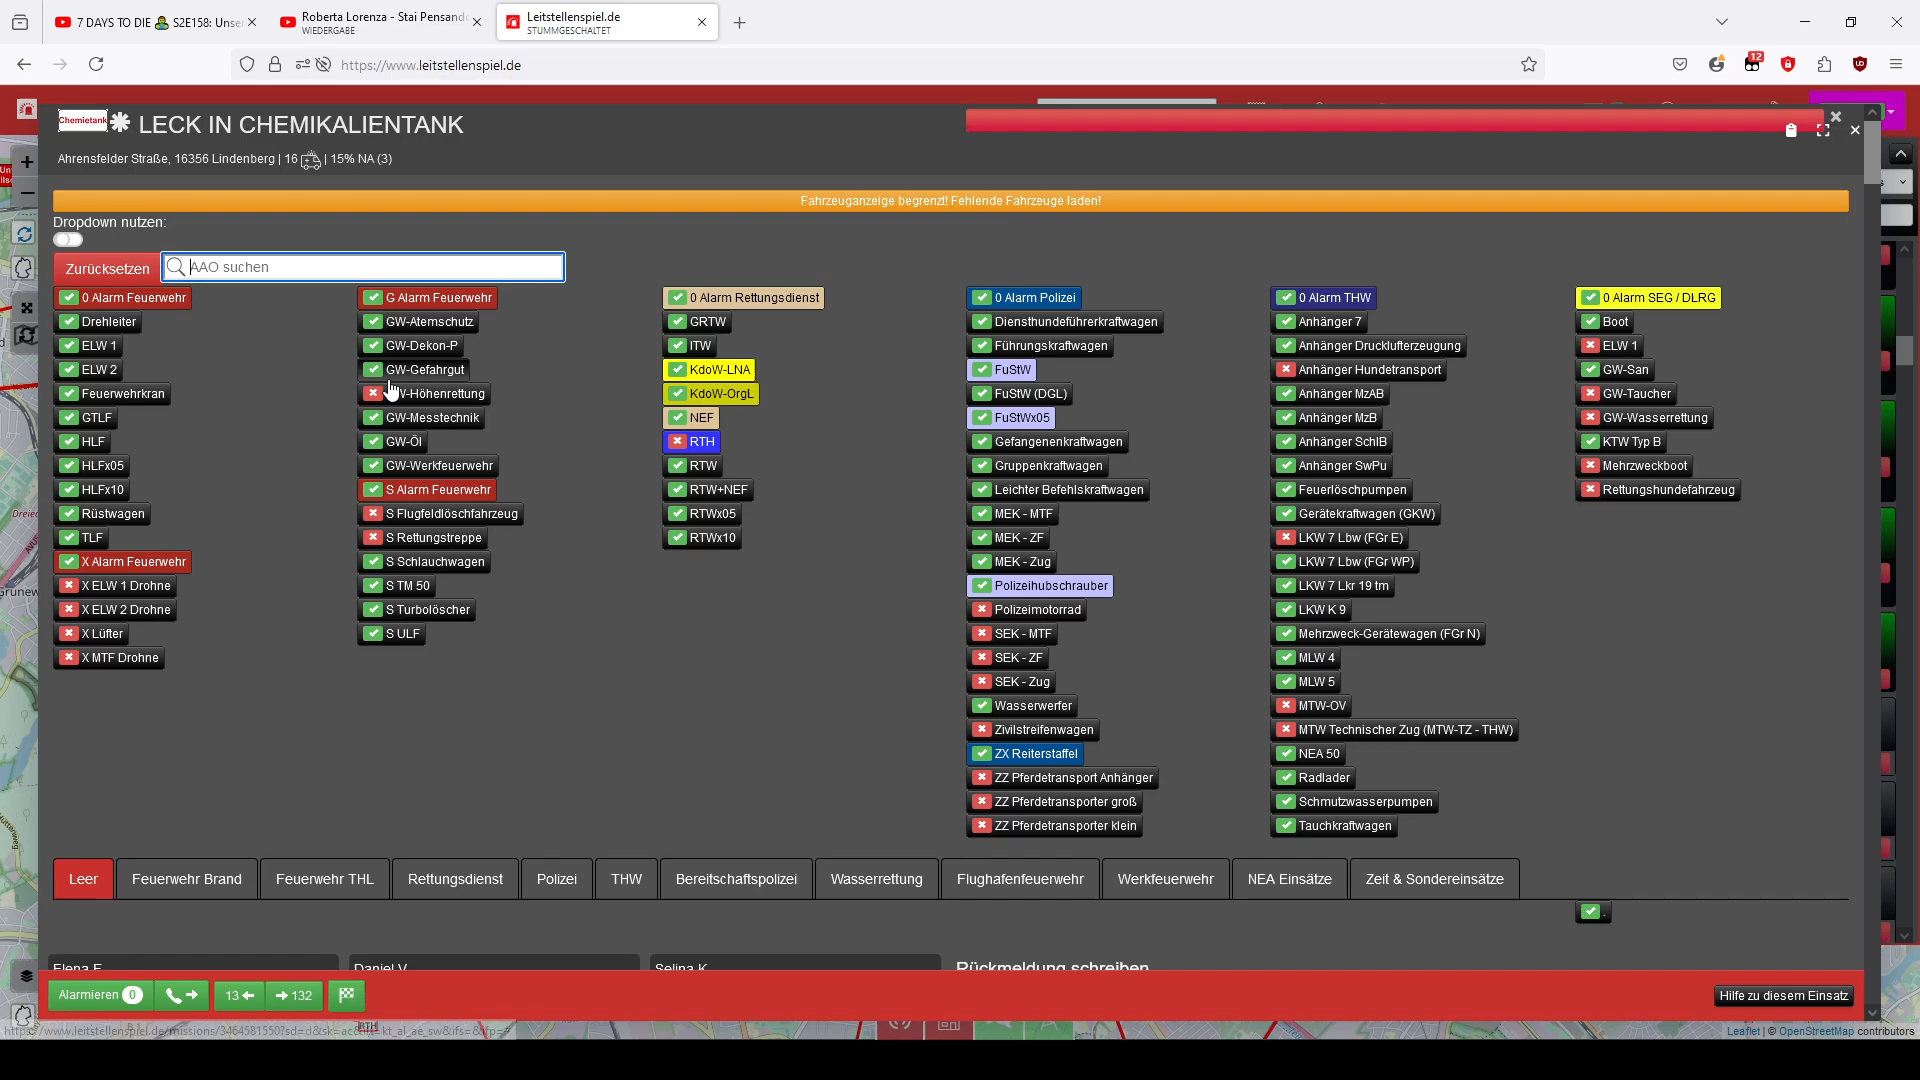 7 DAYS TO DIE 🧟 S2E158: Unse
Roberta Lorenza - Stai Pensando
WIEDERGABE
Leitstellenspiel.de
STUMMGESCHALTET
https://www.leitstellenspiel.de
12
Chemietank LECK IN CHEMIKALIENTANK
Ahrensfelder Straße, 16356 Lindenberg | 16 | 15% NA (3)
Fahrzeuganzeige begrenzt! Fehlende Fahrzeuge laden!
Dropdown nutzen:
Zurücksetzen
AAO suchen
0 Alarm Feuerwehr
Drehleiter
ELW 1
ELW 2
Feuerwehrkran
GTLF
HLF
HLFx05
HLFx10
Rüstwagen
TLF
X Alarm Feuerwehr
X ELW 1 Drohne
X ELW 2 Drohne
X Lüfter
X MTF Drohne
G Alarm Feuerwehr
GW-Atemschutz
GW-Dekon-P
GW-Gefahrgut
W-Höhenrettung
GW-Messtechnik
GW-Öl
GW-Werkfeuerwehr
S Alarm Feuerwehr
S Flugfeldlöschfahrzeug
S Rettungstreppe
S Schlauchwagen
S TM 50
S Turbolöscher
S ULF
0 Alarm Rettungsdienst
GRTW
ITW
KdoW-LNA
KdoW-OrgL
NEF
RTH
RTW
RTW+NEF
RTWx05
RTWx10
0 Alarm Polizei
Diensthundeführerkraftwagen
Führungskraftwagen
FuStW
FuStW (DGL)
FuStWx05
Gefangenenkraftwagen
Gruppenkraftwagen
Leichter Befehlskraftwagen
MEK - MTF
MEK - ZF
MEK - Zug
Polizeihubschrauber
Polizeimotorrad
SEK - MTF
SEK - ZF
SEK - Zug
Wasserwerfer
Zivilstreifenwagen
ZX Reiterstaffel
ZZ Pferdetransport Anhänger
ZZ Pferdetransporter groß
ZZ Pferdetransporter klein
0 Alarm THW
Anhänger 7
Anhänger Drucklufterzeugung
Anhänger Hundetransport
Anhänger MzAB
Anhänger MzB
Anhänger SchlB
Anhänger SwPu
Feuerlöschpumpen
Gerätekraftwagen (GKW)
LKW 7 Lbw (FGr E)
LKW 7 Lbw (FGr WP)
LKW 7 Lkr 19 tm
LKW K 9
Mehrzweck-Gerätewagen (FGr N)
MLW 4
MLW 5
MTW-OV
MTW Technischer Zug (MTW-TZ - THW)
NEA 50
Radlader
Schmutzwasserpumpen
Tauchkraftwagen
0 Alarm SEG / DLRG
Boot
ELW 1
GW-San
GW-Taucher
GW-Wasserrettung
KTW Typ B
Mehrzweckboot
Rettungshundefahrzeug
Leer
Feuerwehr Brand
Feuerwehr THL
Rettungsdienst
Polizei
THW
Bereitschaftspolizei
Wasserrettung
Flughafenfeuerwehr
Werkfeuerwehr
NEA Einsätze
Zeit & Sondereinsätze
.
Elena F.
Daniel V.
Selina K.
Rückmeldung schreiben
Alarmieren 0
13
132
Hilfe zu diesem Einsatz
RTH
Leaflet | © OpenStreetMap contributors